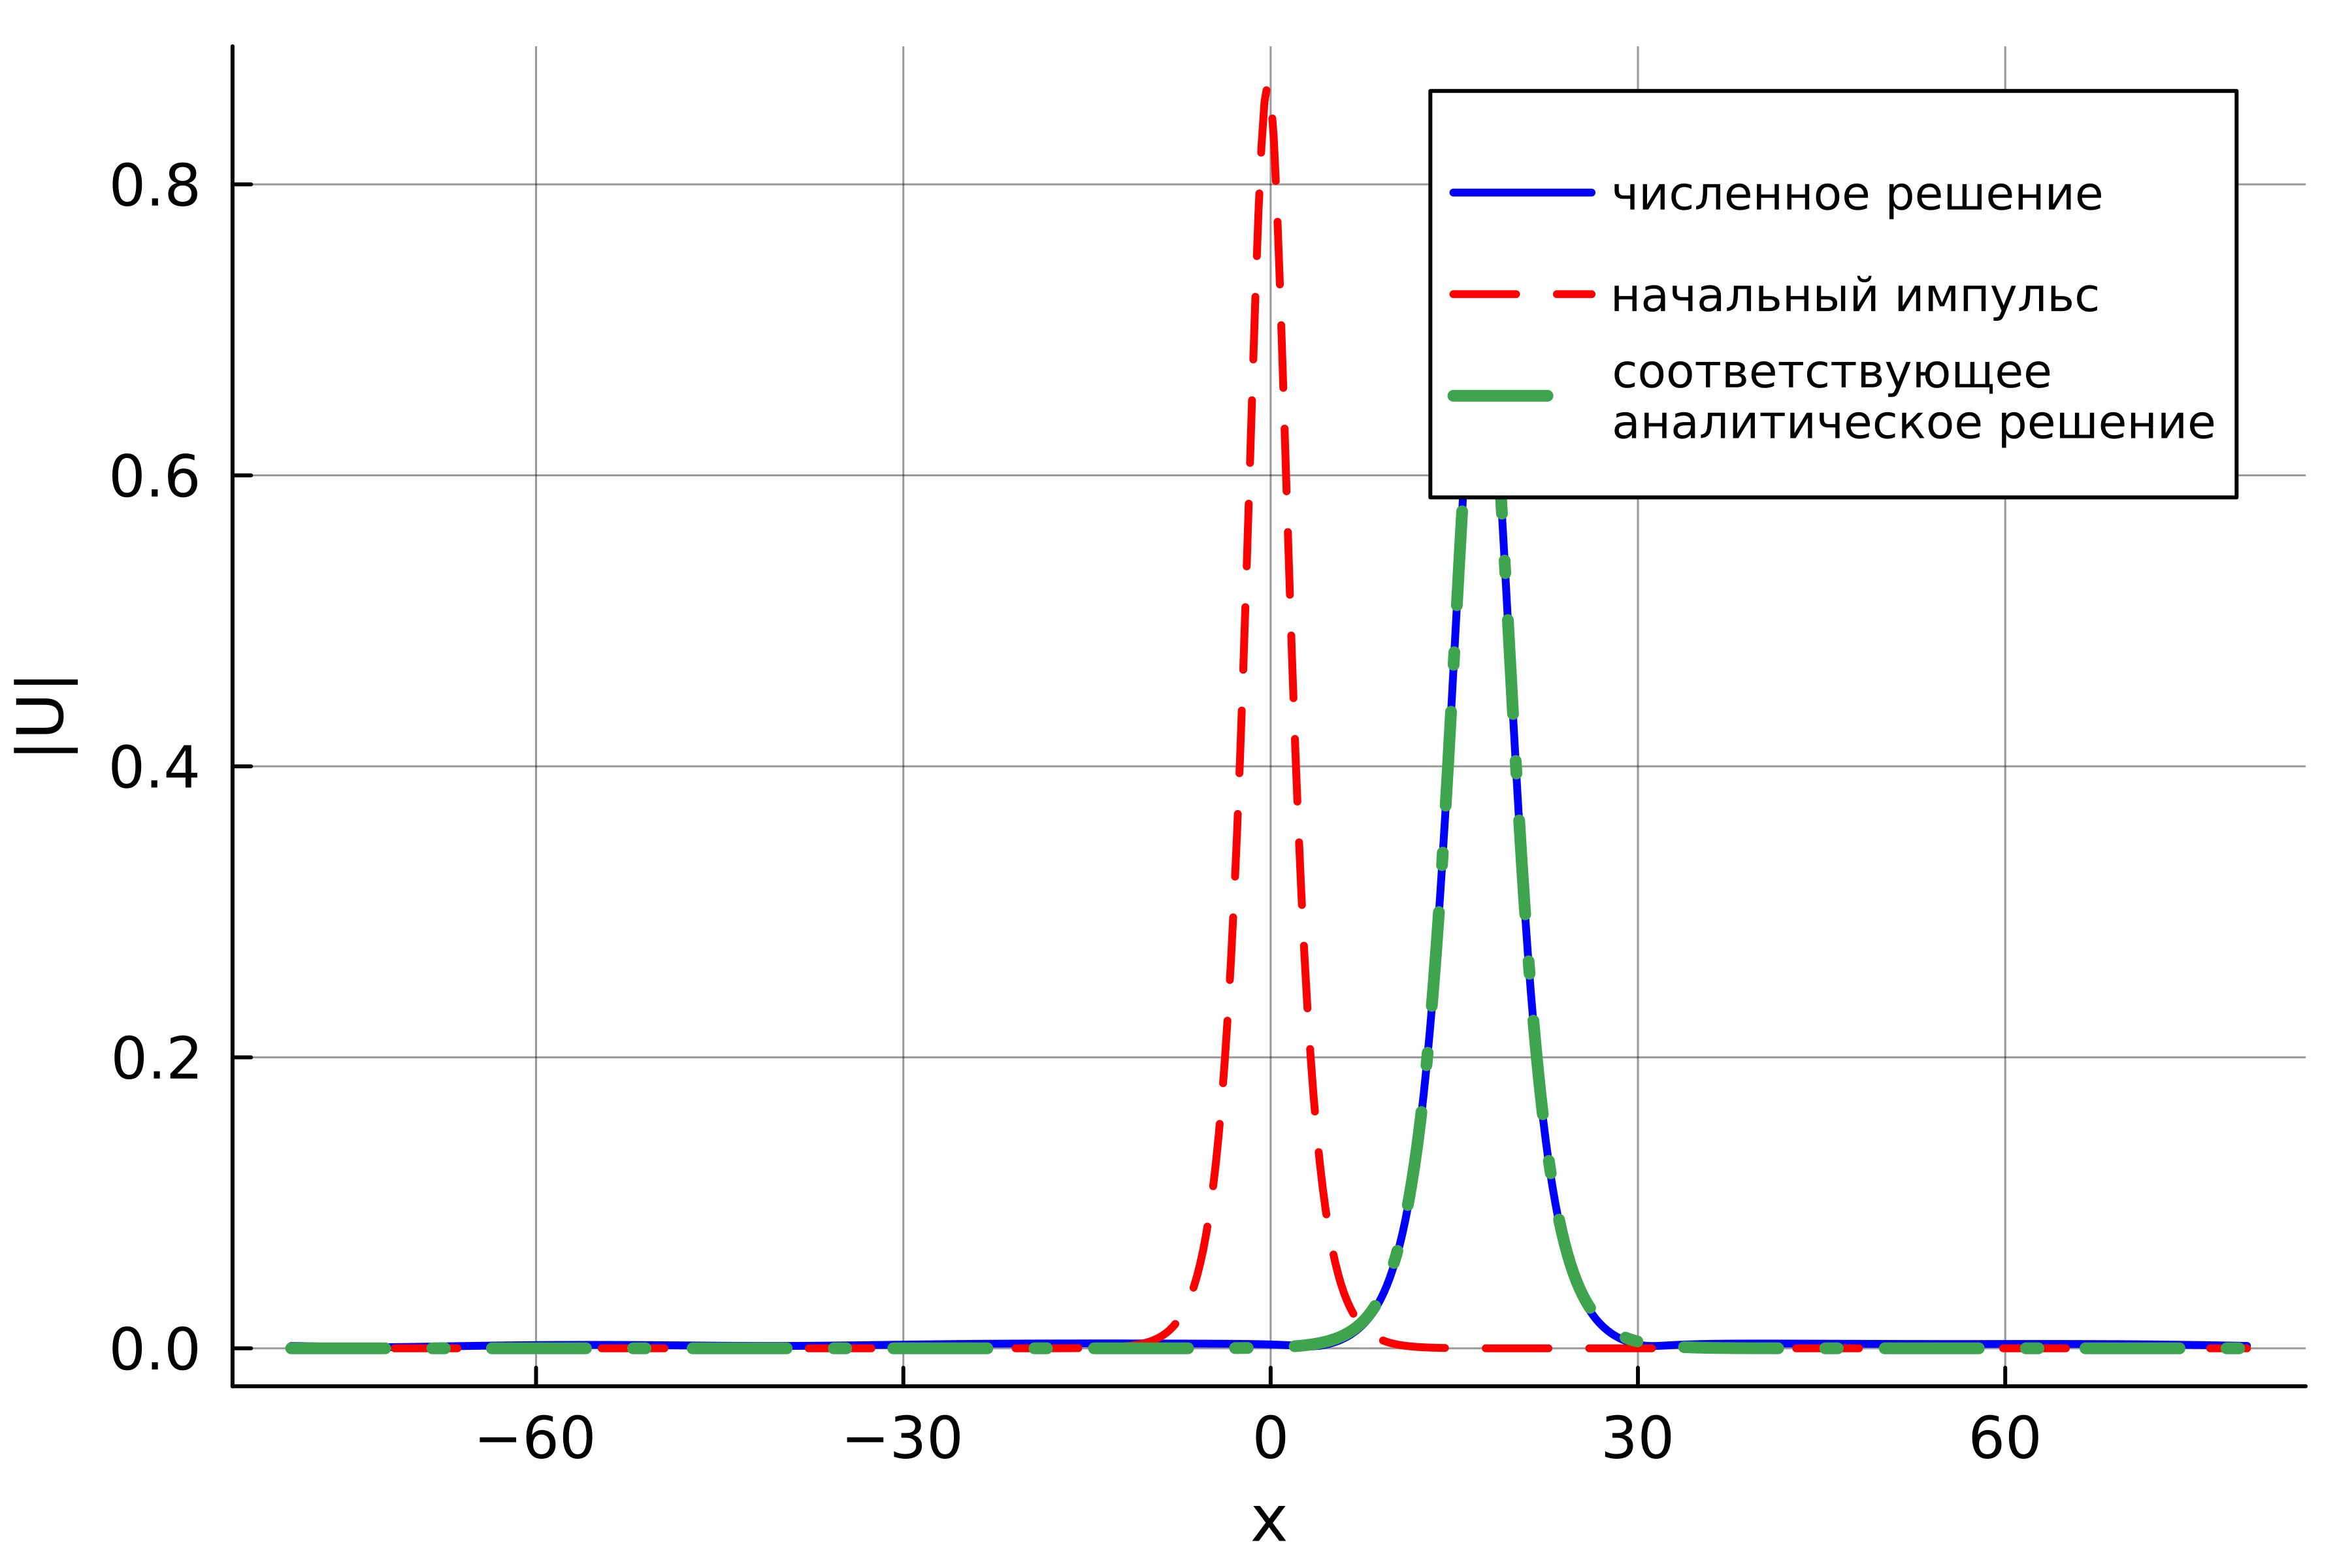 численное решение
начальный импульс
соответствующее
аналитическое решение
0.8
0.6
0.4
0.2
0.0
|U|
−60
−30
0
30
60
x